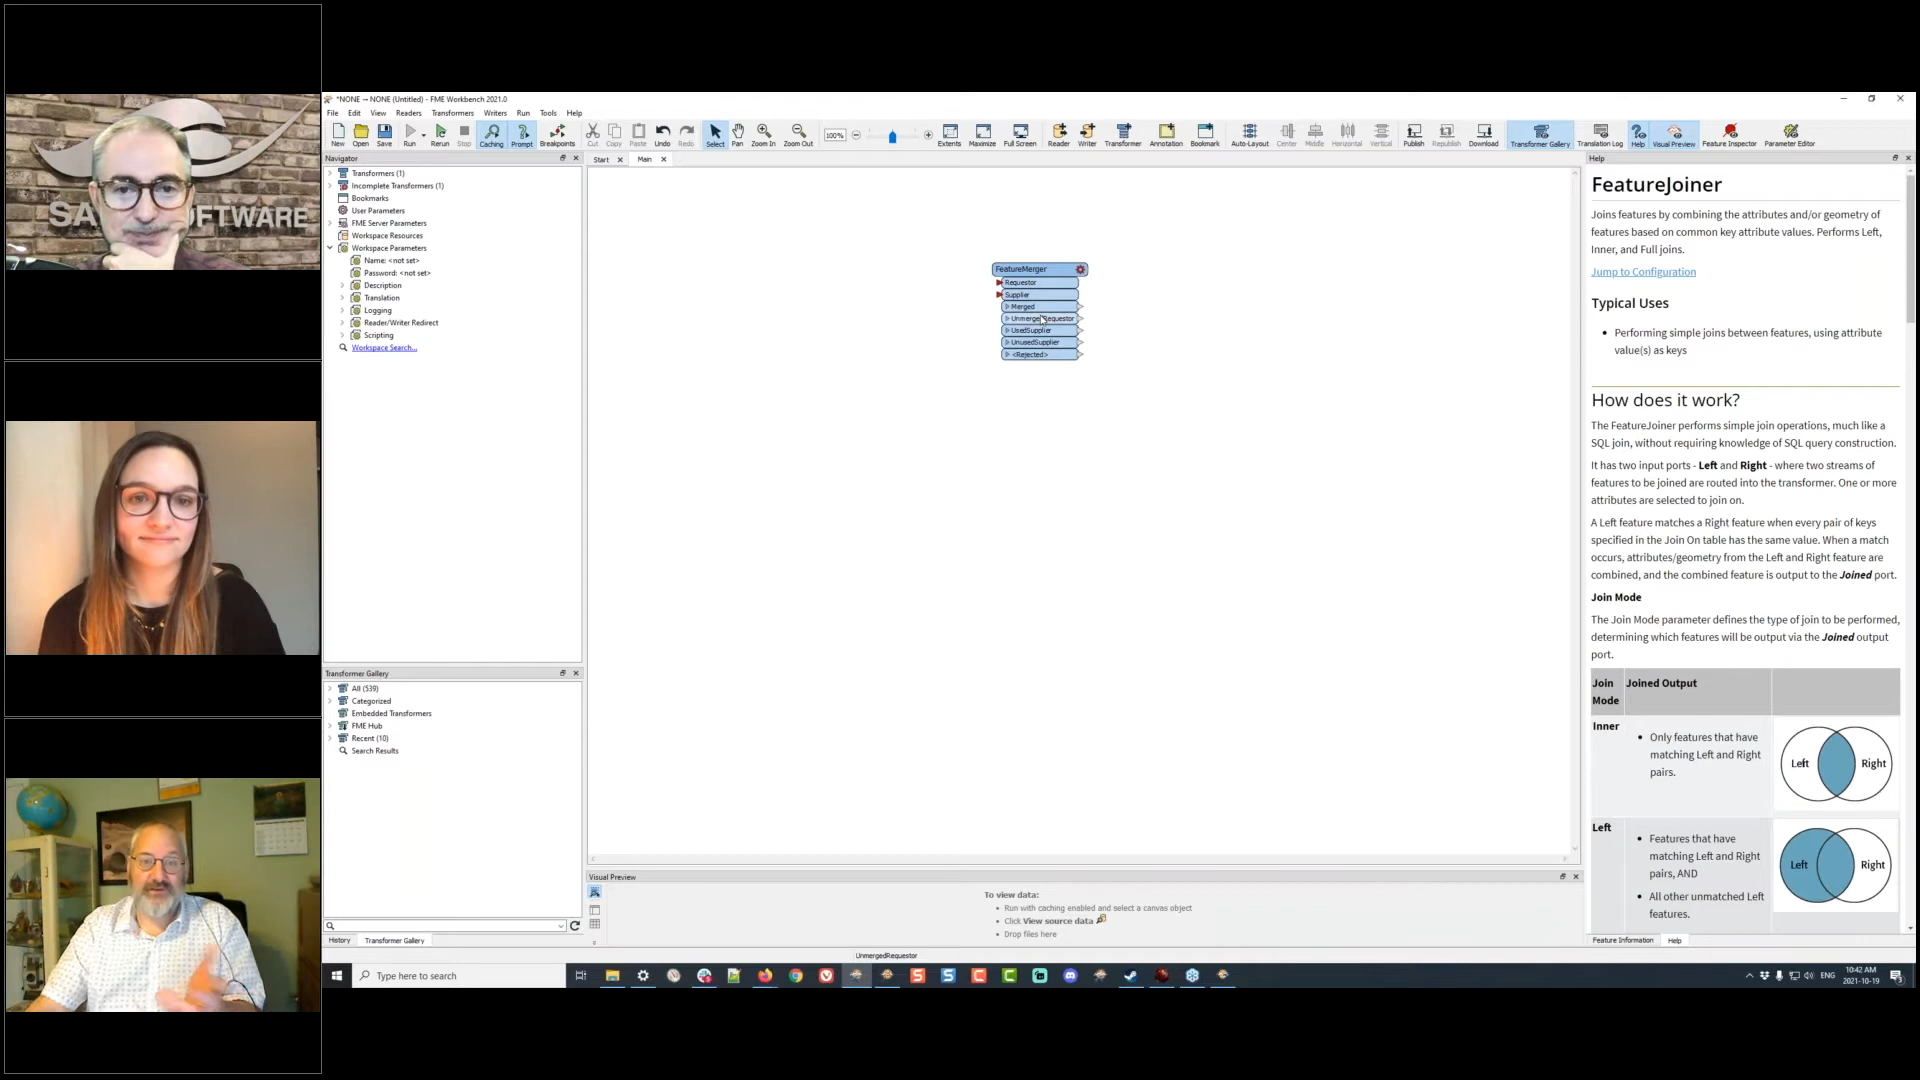 SA
OFTWARE
*NONE → NONE (Untitled) - FME Workbench 2021.0
File Edit View Readers Transformers Writers Run Tools Help
New Open Save Run Rerun Stop Caching Prompt Breakpoints Cut Copy Paste Undo Redo Select Pan Zoom In Zoom Out 100% Extents Maximize Full Screen Reader Writer Transformer Annotation Bookmark Auto-Layout Center Middle Horizontal Vertical Publish Republish Download Transformer Gallery Translation Log Help Visual Preview Feature Inspector Parameter Editor
Navigator
Transformers (1)
Incomplete Transformers (1)
Bookmarks
User Parameters
FME Server Parameters
Workspace Resources
Workspace Parameters
Name: <not set>
Password: <not set>
Description
Translation
Logging
Reader/Writer Redirect
Scripting
Workspace Search...
Transformer Gallery
All (539)
Categorized
Embedded Transformers
FME Hub
Recent (10)
Search Results
History Transformer Gallery
Start Main
FeatureMerger
Requestor
Supplier
Merged
UnmergedRequestor
UsedSupplier
UnusedSupplier
<Rejected>
Visual Preview
To view data:
• Run with caching enabled and select a canvas object
• Click View source data
• Drop files here
Help
FeatureJoiner
Joins features by combining the attributes and/or geometry of
features based on common key attribute values. Performs Left,
Inner, and Full joins.
Jump to Configuration
Typical Uses
• Performing simple joins between features, using attribute
value(s) as keys
How does it work?
The FeatureJoiner performs simple join operations, much like a
SQL join, without requiring knowledge of SQL query construction.
It has two input ports - Left and Right - where two streams of
features to be joined are routed into the transformer. One or more
attributes are selected to join on.
A Left feature matches a Right feature when every pair of keys
specified in the Join On table has the same value. When a match
occurs, attributes/geometry from the Left and Right feature are
combined, and the combined feature is output to the Joined port.
Join Mode
The Join Mode parameter defines the type of join to be performed,
determining which features will be output via the Joined output
port.
Join Mode
Joined Output
Inner
• Only features that have
matching Left and Right
pairs.
Left Right
Left
• Features that have
matching Left and Right
pairs, AND
• All other unmatched Left
features.
Left Right
Feature Information Help
UnmergedRequestor
Type here to search
ENG
10:42 AM
2021-10-19